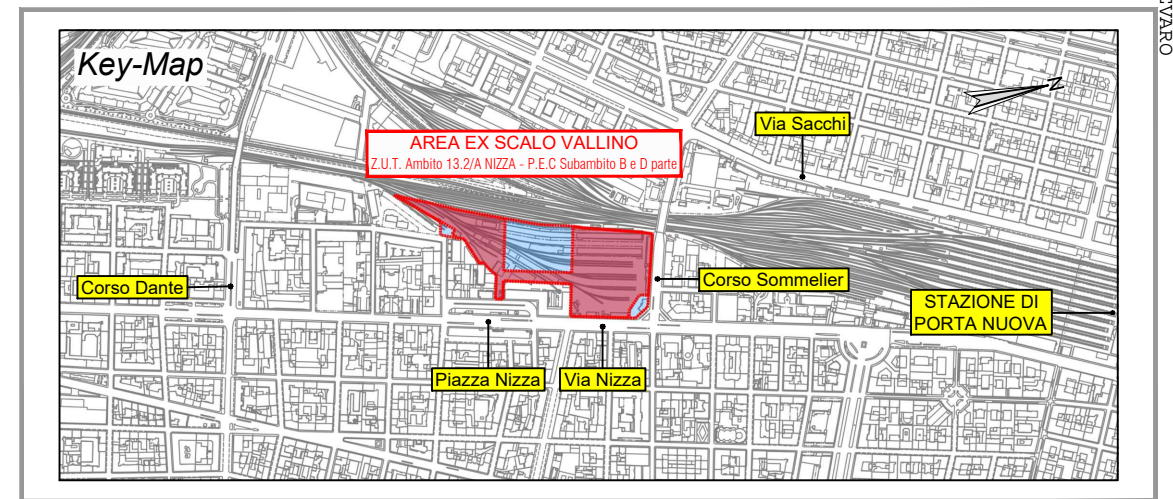 Key-Map
N
Via Sacchi
AREA EX SCALO VALLINO
Z.U.T. Ambito 13.2/A NIZZA - P.E.C Subambito B e D parte
Corso Dante
Corso Sommelier
STAZIONE DI
PORTA NUOVA
Piazza Nizza
Via Nizza
EVARO